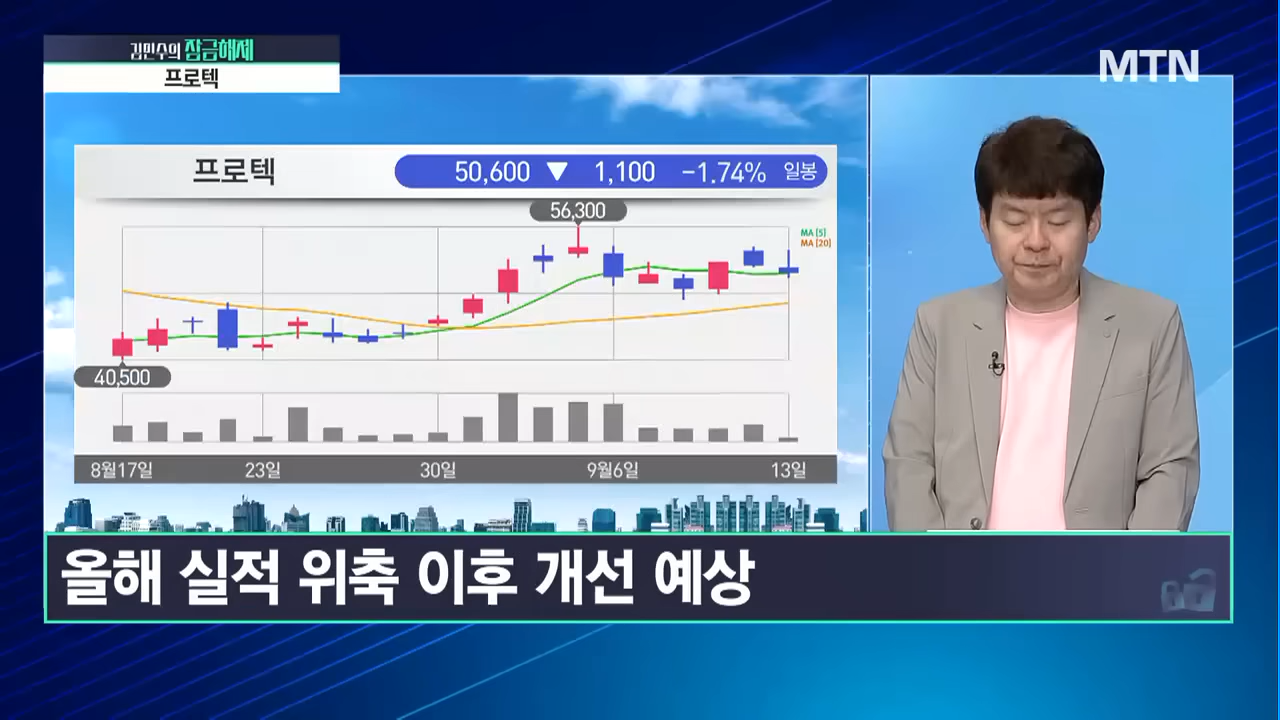 김민수의 잠금해제
프로텍
MTN
프로텍
50,600 ▼ 1,100 -1.74% 일봉
56,300
MA [5]
MA [20]
40,500
8월17일 23일 30일 9월6일 13일
올해 실적 위축 이후 개선 예상